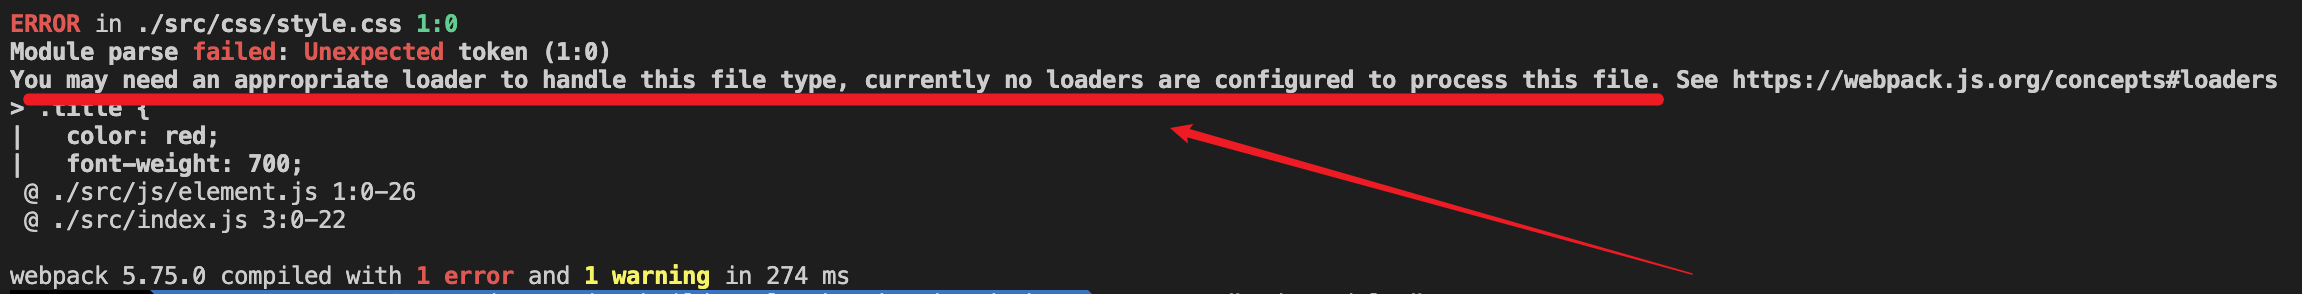 ERROR in ./src/css/style.css 1:0
Module parse failed: Unexpected token (1:0)
You may need an appropriate loader to handle this file type, currently no loaders are configured to process this file. See https://webpack.js.org/concepts#loaders
> .title {
|   color: red;
|   font-weight: 700;
 @ ./src/js/element.js 1:0-26
 @ ./src/index.js 3:0-22
webpack 5.75.0 compiled with 1 error and 1 warning in 274 ms